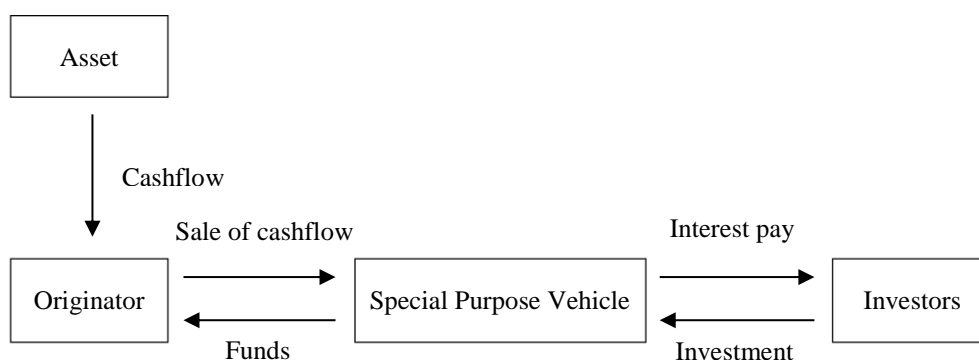 Asset
Cashflow
Sale of cashflow
Interest pay
Originator
Special Purpose Vehicle
Investors
Funds
Investment